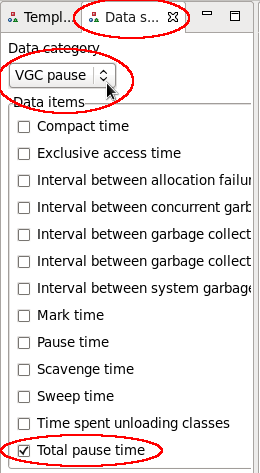 Templ...
Data s...
Data category
VGC pause
Data items
Compact time
Exclusive access time
Interval between allocation failur
Interval between concurrent garb
Interval between garbage collect
Interval between garbage collect
Interval between system garbage
Mark time
Pause time
Scavenge time
Sweep time
Time spent unloading classes
Total pause time